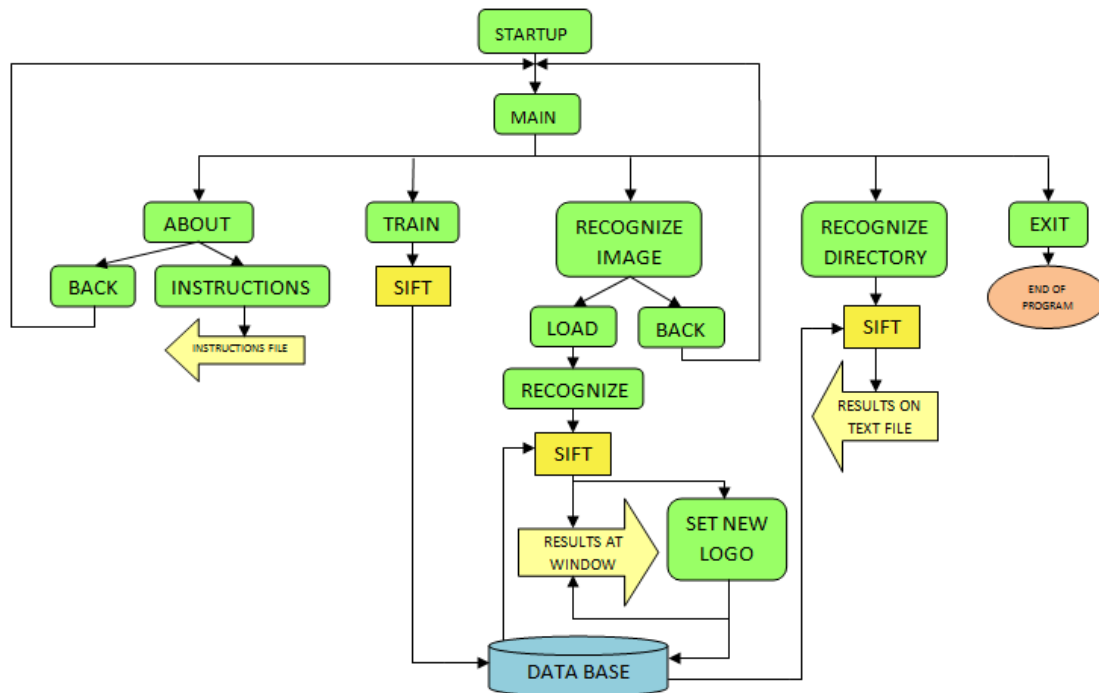 STARTUP
MAIN
ABOUT
TRAIN
RECOGNIZE
IMAGE
RECOGNIZE
DIRECTORY
EXIT
BACK
INSTRUCTIONS
SIFT
LOAD
BACK
SIFT
END OF
PROGRAM
INSTRUCTIONS FILE
RECOGNIZE
RESULTS ON
TEXT FILE
SIFT
RESULTS AT
WINDOW
SET NEW
LOGO
DATA BASE